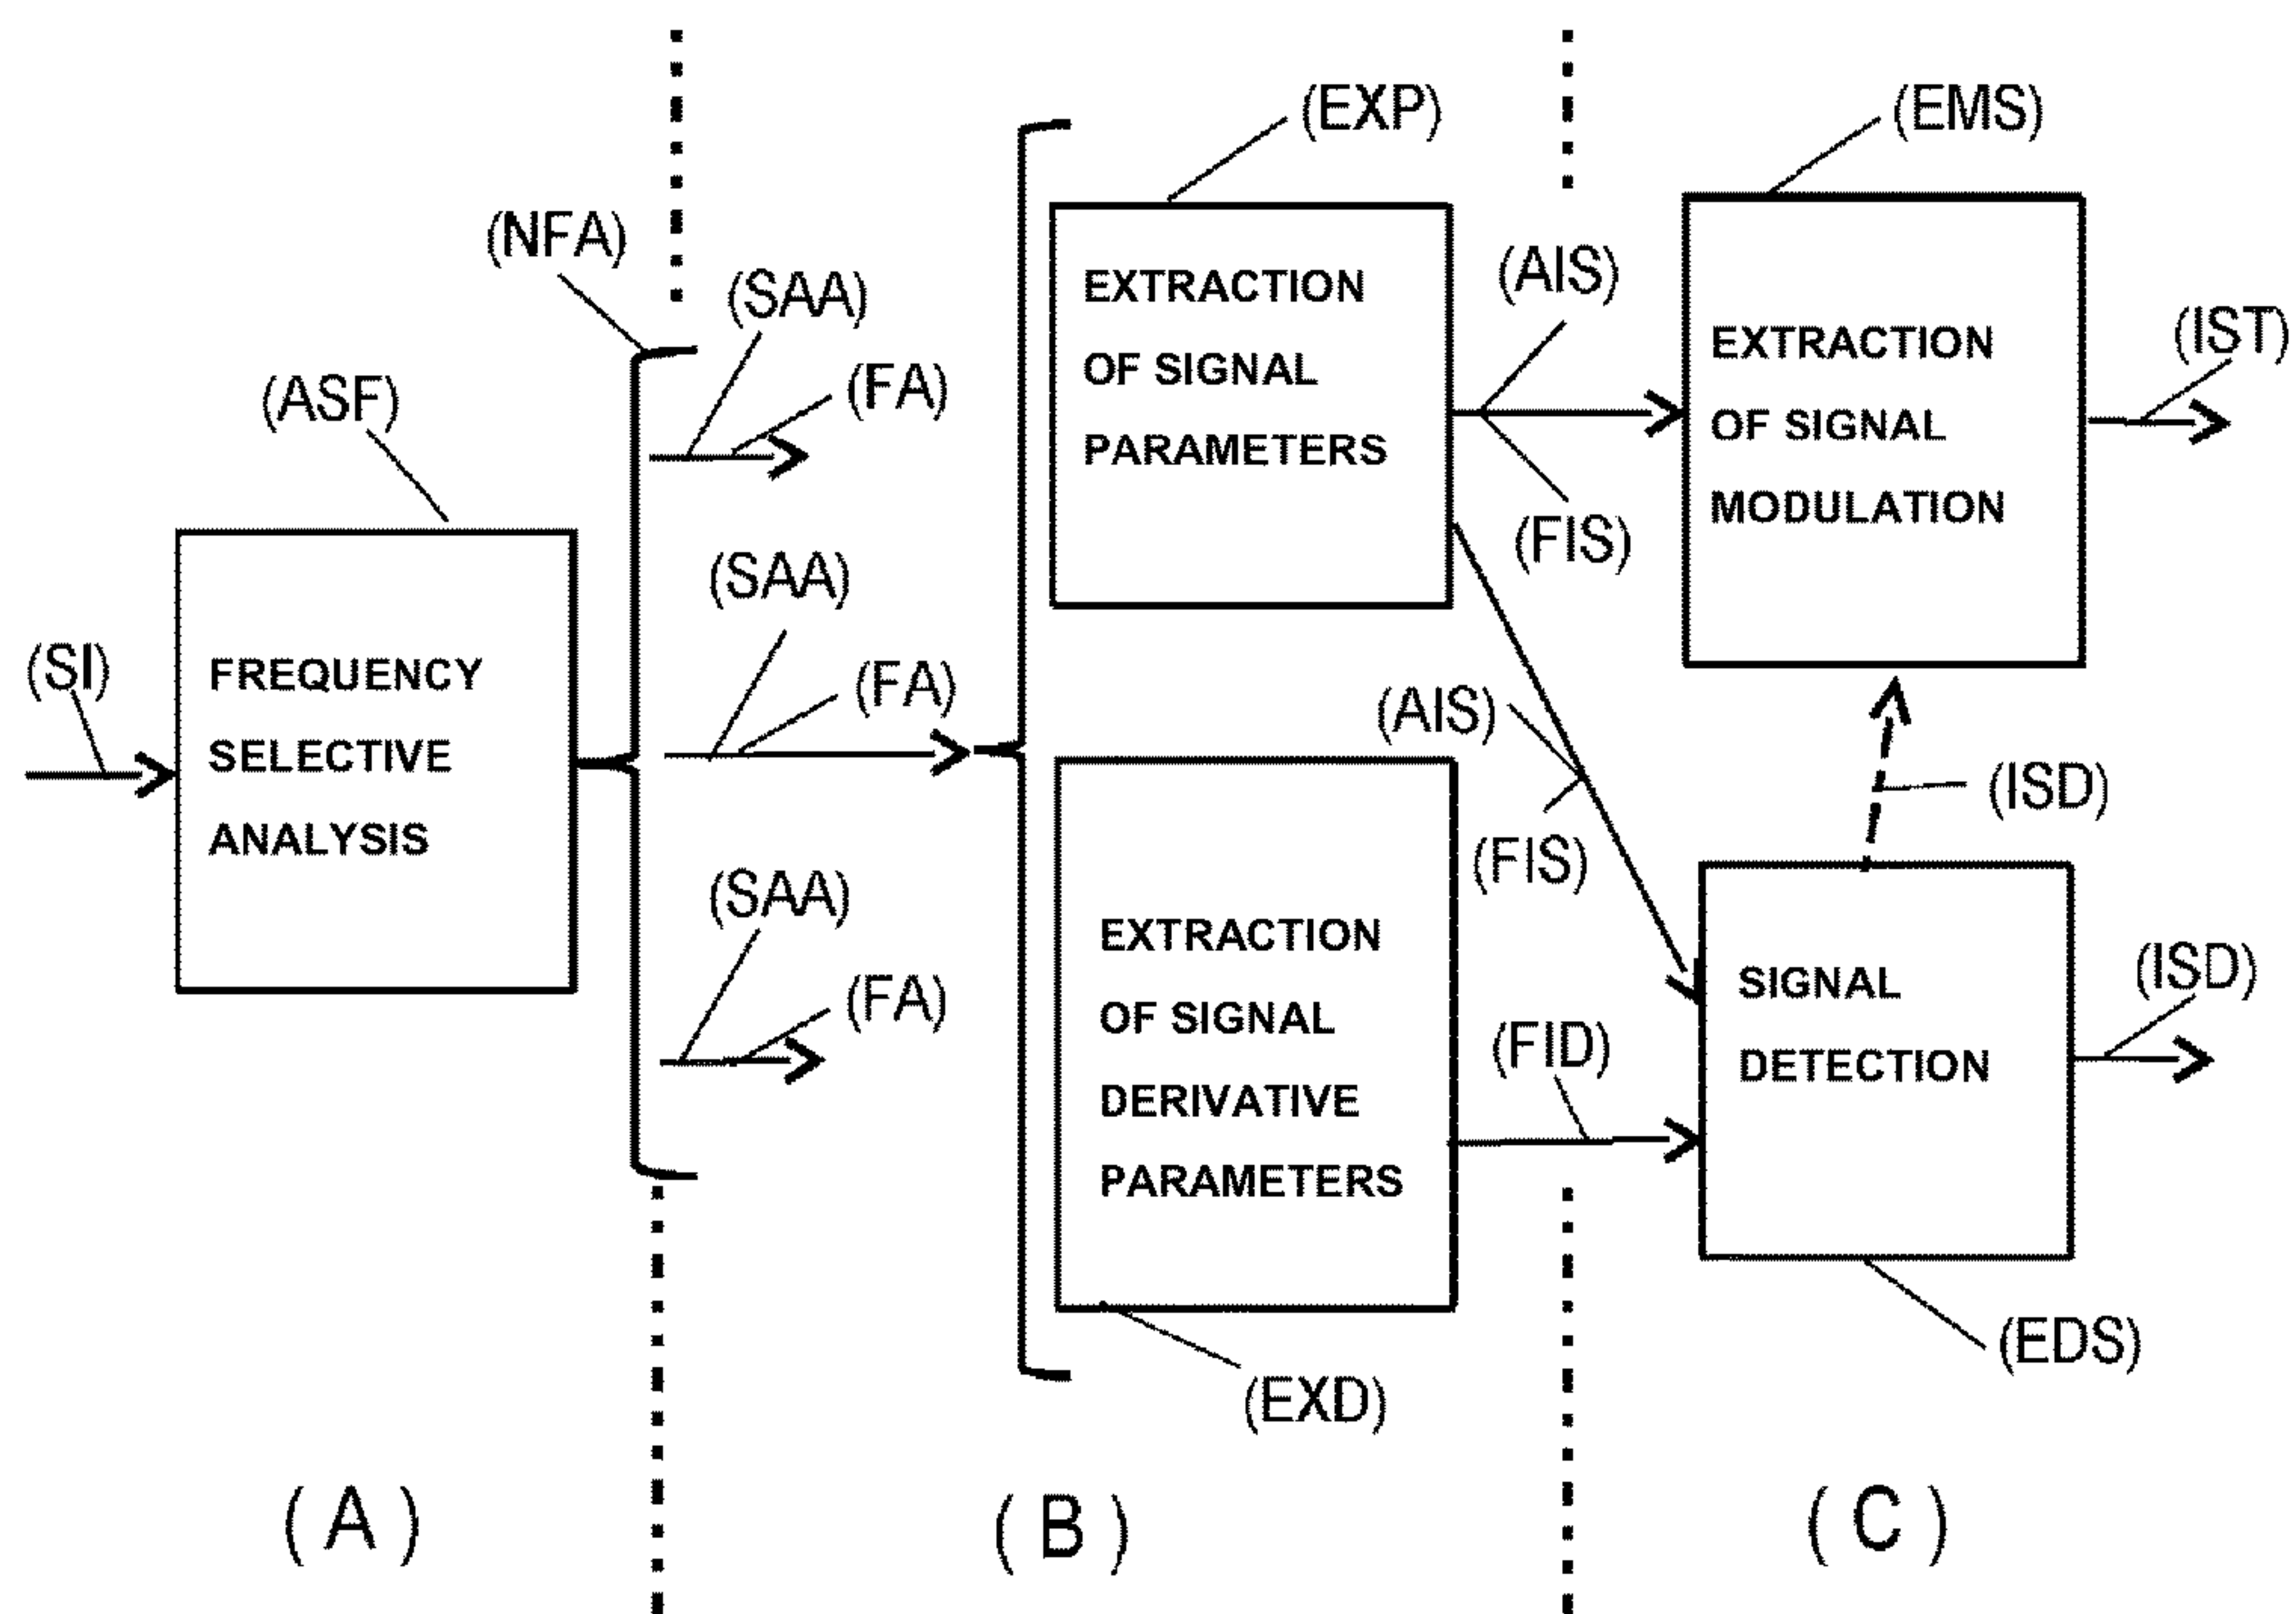 (SI)
(ASF)
FREQUENCY
SELECTIVE
ANALYSIS
(NFA)
(SAA)
(FA)
(SAA)
(FA)
(SAA)
(FA)
(EXP)
EXTRACTION
OF SIGNAL
PARAMETERS
EXTRACTION
OF SIGNAL
DERIVATIVE
PARAMETERS
(EXD)
(AIS)
(FIS)
(AIS)
(FIS)
(FID)
(EMS)
EXTRACTION
OF SIGNAL
MODULATION
(IST)
(ISD)
SIGNAL
DETECTION
(ISD)
(EDS)
( A )
( B )
( C )